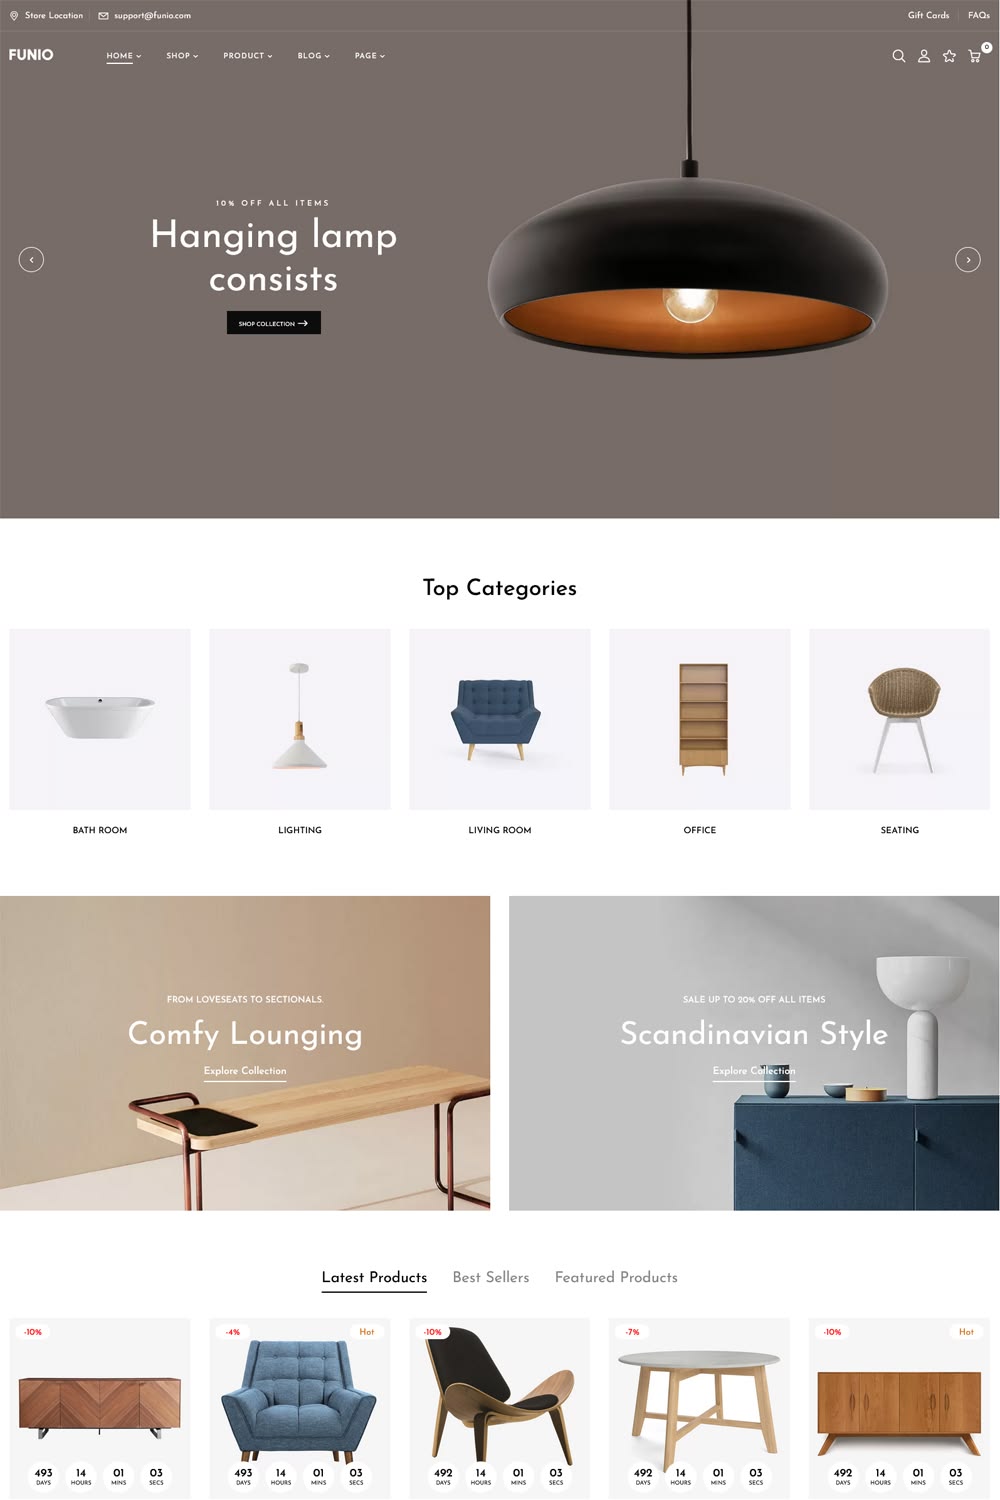 Store Location
support@funio.com
Gift Cards
FAQs
FUNIO
HOME
SHOP
PRODUCT
BLOG
PAGE
0
10% OFF ALL ITEMS
Hanging lamp
consists
SHOP COLLECTION
Top Categories
BATH ROOM
LIGHTING
LIVING ROOM
OFFICE
SEATING
FROM LOVESEATS TO SECTIONALS.
Comfy Lounging
Explore Collection
SALE UP TO 20% OFF ALL ITEMS
Scandinavian Style
Explore Collection
Latest Products
Best Sellers
Featured Products
-10%
493 14 01 03
DAYS HOURS MINS SECS
-4%
Hot
493 14 01 03
DAYS HOURS MINS SECS
-10%
492 14 01 03
DAYS HOURS MINS SECS
-7%
492 14 01 03
DAYS HOURS MINS SECS
-10%
Hot
492 14 01 03
DAYS HOURS MINS SECS